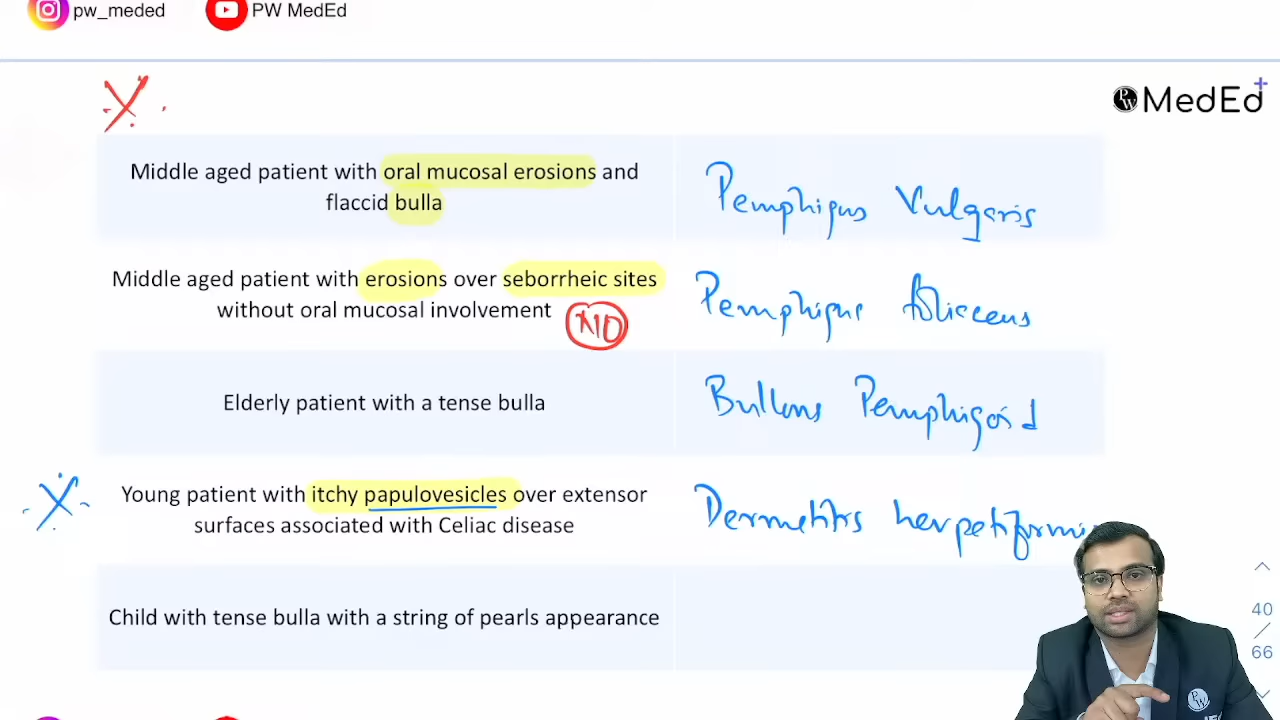 pw_meded
PW MedEd
PW MedEd+
Middle aged patient with oral mucosal erosions and
flaccid bulla
Pemphigus Vulgaris
Middle aged patient with erosions over seborrheic sites
without oral mucosal involvement
NO
Pemphigus foliaceus
Elderly patient with a tense bulla
Bullous Pemphigoid
Young patient with itchy papulovesicles over extensor
surfaces associated with Celiac disease
Dermatitis herpetiformi
Child with tense bulla with a string of pearls appearance
40
/
66